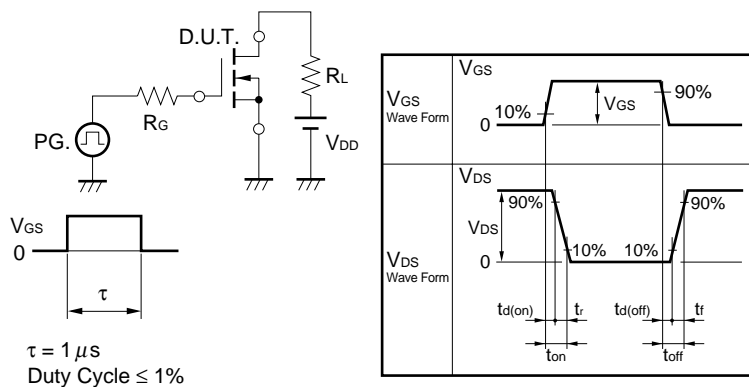 D.U.T.
RL
RG
PG.
VDD
VGS
0
τ
τ = 1 μs
Duty Cycle ≤ 1%
VGS
Wave Form
VGS
10%
VGS
90%
0
VDS
Wave Form
VDS
90%
VDS
90%
10%
10%
0
td(on)
tr
td(off)
tf
ton
toff